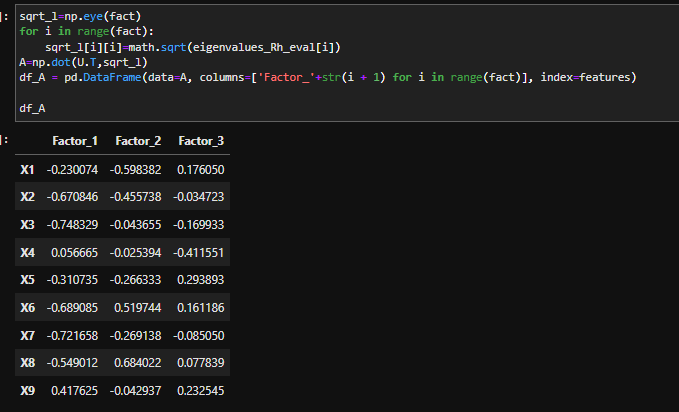 ]:
sqrt_l=np.eye(fact)
for i in range(fact):
    sqrt_l[i][i]=math.sqrt(eigenvalues_Rh_eval[i])
A=np.dot(U.T,sqrt_l)
df_A = pd.DataFrame(data=A, columns=['Factor_'+str(i + 1) for i in range(fact)], index=features)
df_A
]:
Factor_1 Factor_2 Factor_3
X1 -0.230074 -0.598382 0.176050
X2 -0.670846 -0.455738 -0.034723
X3 -0.748329 -0.043655 -0.169933
X4 0.056665 -0.025394 -0.411551
X5 -0.310735 -0.266333 0.293893
X6 -0.689085 0.519744 0.161186
X7 -0.721658 -0.269138 -0.085050
X8 -0.549012 0.684022 0.077839
X9 0.417625 -0.042937 0.232545